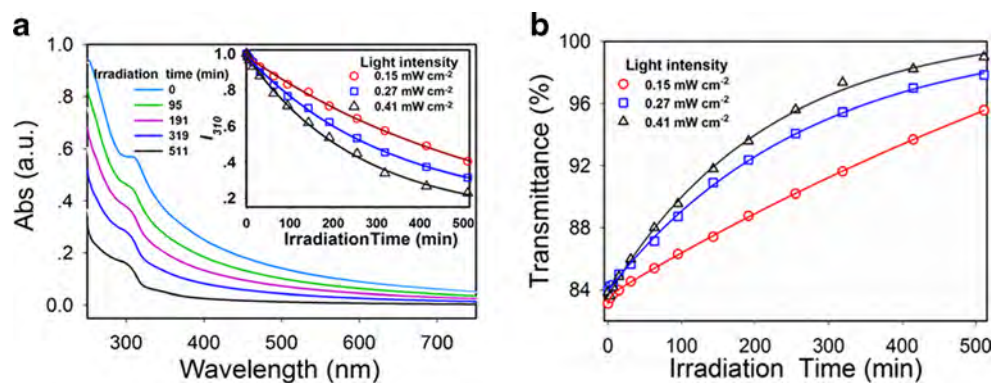 a
Abs (a.u.)
1.0
.8
.6
.4
.2
0.0
Irradiation time (min)
0
95
191
319
511
300 400 500 600 700
Wavelength (nm)
I310
1.0
.8
.6
.4
.2
Light intensity
0.15 mW cm-2
0.27 mW cm-2
0.41 mW cm-2
0 100 200 300 400 500
IrradiationTime (min)
b
Transmittance (%)
100
96
92
88
84
Light intensity
0.15 mW cm-2
0.27 mW cm-2
0.41 mW cm-2
0 100 200 300 400 500
Irradiation Time (min)